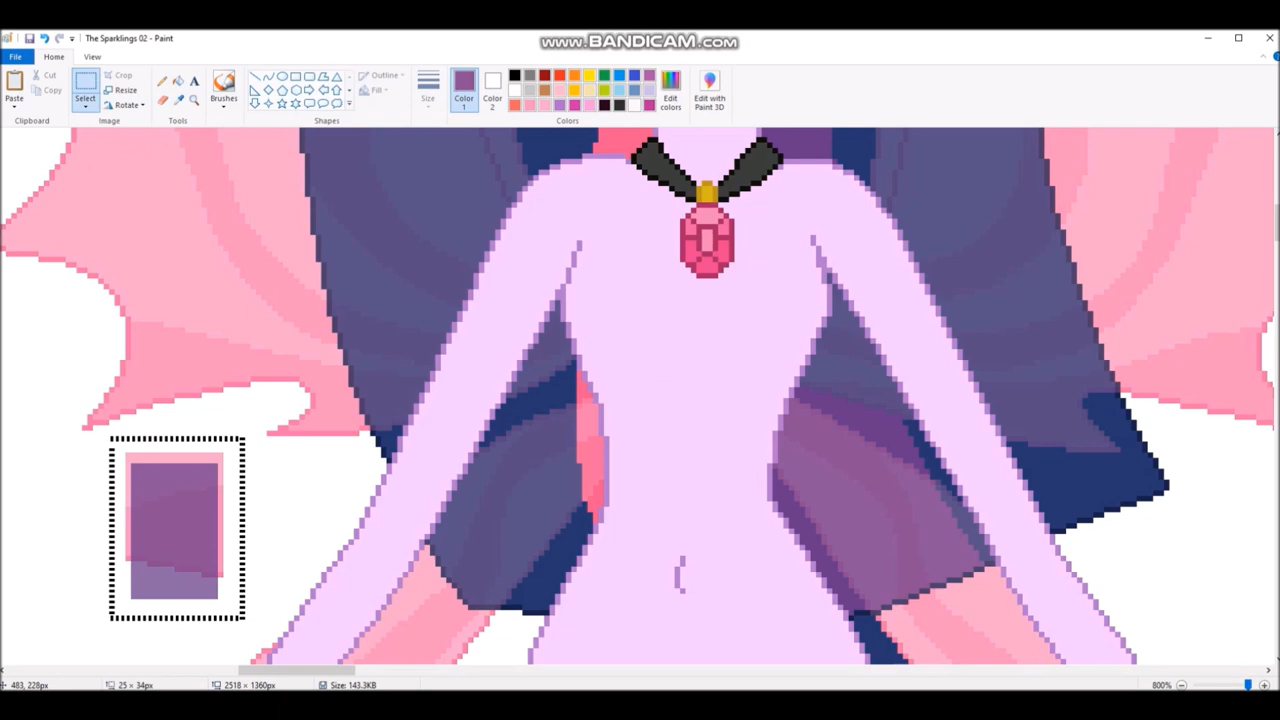 www.BANDICAM.com
The Sparklings 02 - Paint
File
Home
View
Paste
Cut
Copy
Clipboard
Select
Crop
Resize
Rotate
Image
Tools
Brushes
Shapes
Outline
Fill
Size
Color 1
Color 2
Colors
Edit colors
Edit with Paint 3D
483, 228px
25 × 34px
2518 × 1360px
Size: 143.3KB
800%